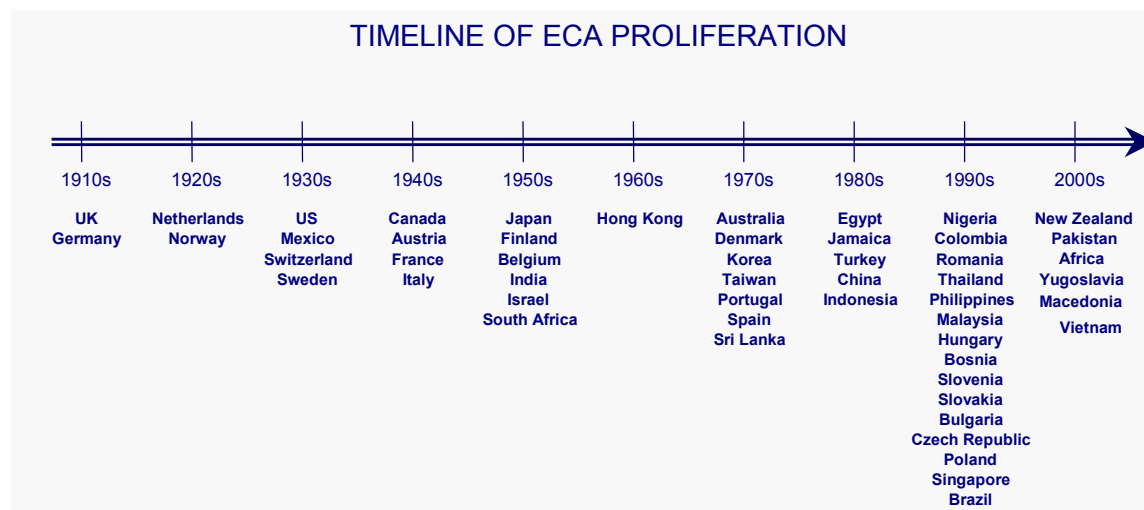 TIMELINE OF ECA PROLIFERATION
1910s
1920s
1930s
1940s
1950s
1960s
1970s
1980s
1990s
2000s
UK
Germany
Netherlands
Norway
US
Mexico
Switzerland
Sweden
Canada
Austria
France
Italy
Japan
Finland
Belgium
India
Israel
South Africa
Hong Kong
Australia
Denmark
Korea
Taiwan
Portugal
Spain
Sri Lanka
Egypt
Jamaica
Turkey
China
Indonesia
Nigeria
Colombia
Romania
Thailand
Philippines
Malaysia
Hungary
Bosnia
Slovenia
Slovakia
Bulgaria
Czech Republic
Poland
Singapore
Brazil
New Zealand
Pakistan
Africa
Yugoslavia
Macedonia
Vietnam